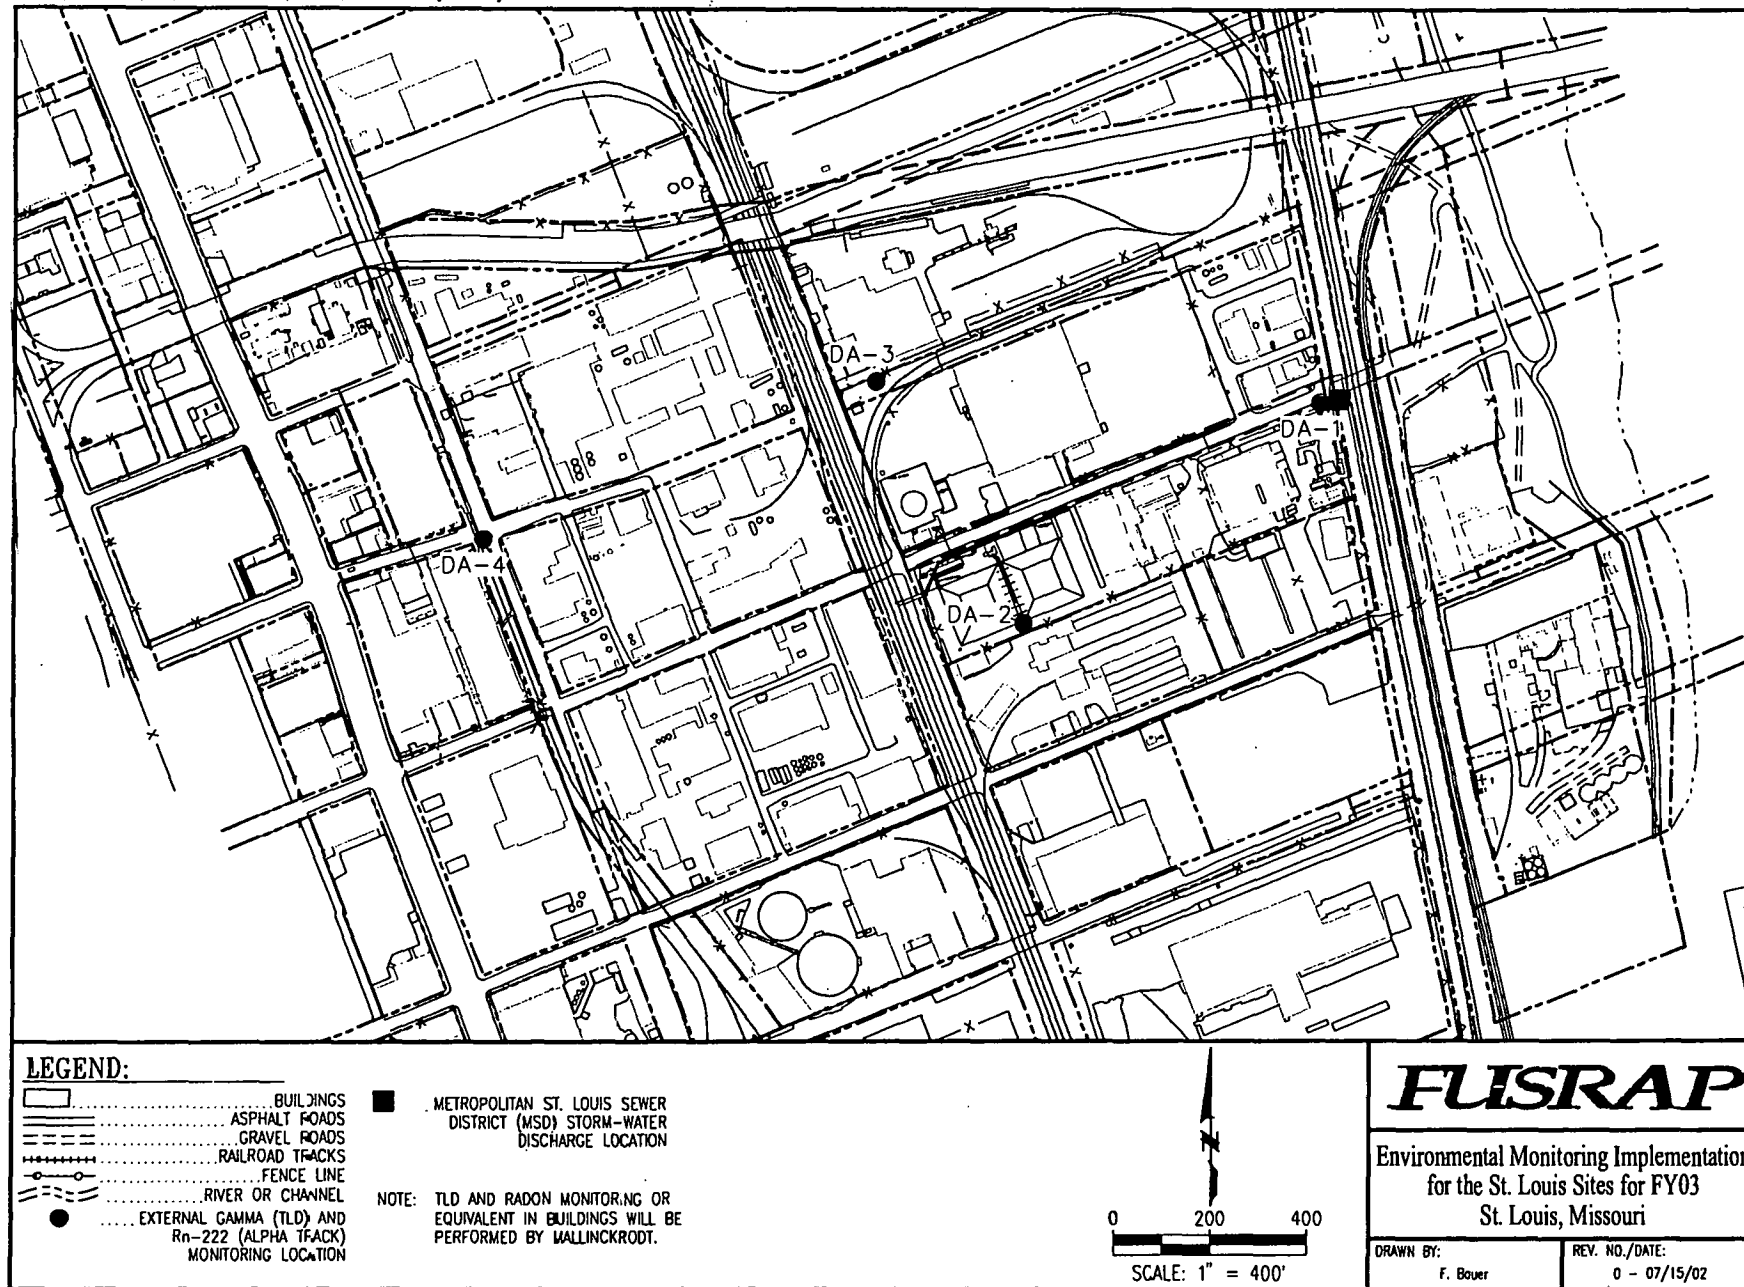 DA-3
DA-1
DA-4
DA-2
LEGEND:
BUILDINGS
ASPHALT ROADS
GRAVEL ROADS
RAILROAD TRACKS
FENCE LINE
RIVER OR CHANNEL
EXTERNAL GAMMA (TLD) AND
Rn-222 (ALPHA TRACK)
MONITORING LOCATION
METROPOLITAN ST. LOUIS SEWER
DISTRICT (MSD) STORM-WATER
DISCHARGE LOCATION
NOTE: TLD AND RADON MONITORING OR
EQUIVALENT IN BUILDINGS WILL BE
PERFORMED BY MALLINCKRODT.
N
0 200 400
SCALE: 1" = 400'
FUSRAP
Environmental Monitoring Implementation
for the St. Louis Sites for FY03
St. Louis, Missouri
DRAWN BY:
F. Bauer
REV. NO./DATE:
0 - 07/15/02